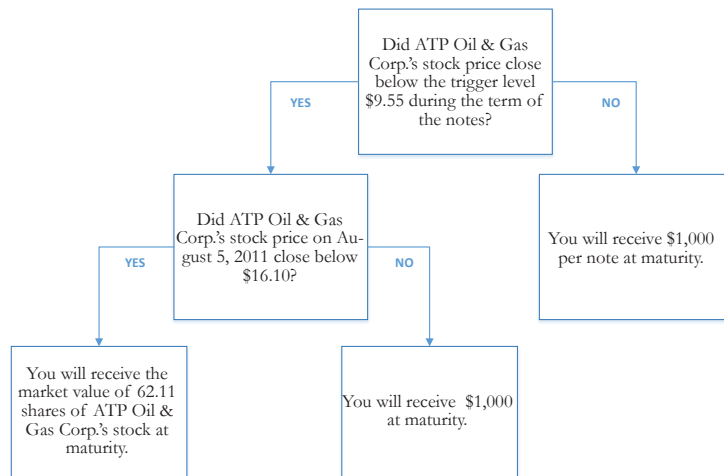 Did ATP Oil & Gas
Corp.'s stock price close
below the trigger level
$9.55 during the term of
the notes?
YES
NO
Did ATP Oil & Gas
Corp.'s stock price on Au-
gust 5, 2011 close below
$16.10?
You will receive $1,000
per note at maturity.
YES
NO
You will receive the
market value of 62.11
shares of ATP Oil &
Gas Corp.'s stock at
maturity.
You will receive $1,000
at maturity.